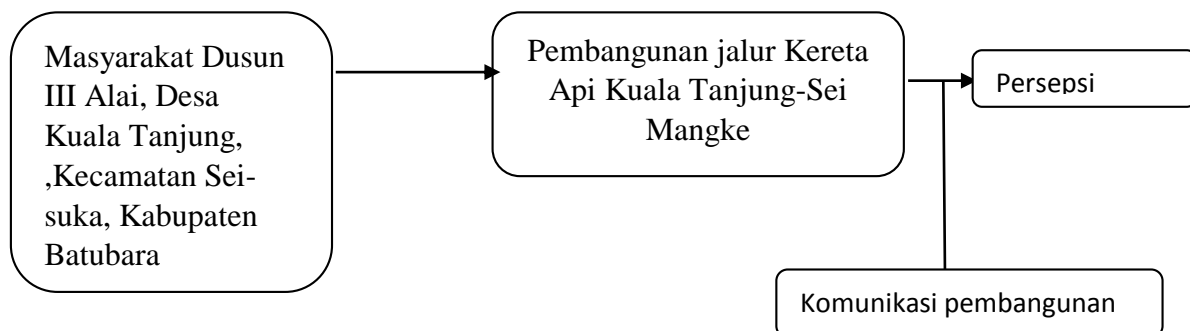 Masyarakat Dusun
III Alai, Desa
Kuala Tanjung,
,Kecamatan Sei-
suka, Kabupaten
Batubara
Pembangunan jalur Kereta
Api Kuala Tanjung-Sei
Mangke
Persepsi
Komunikasi pembangunan